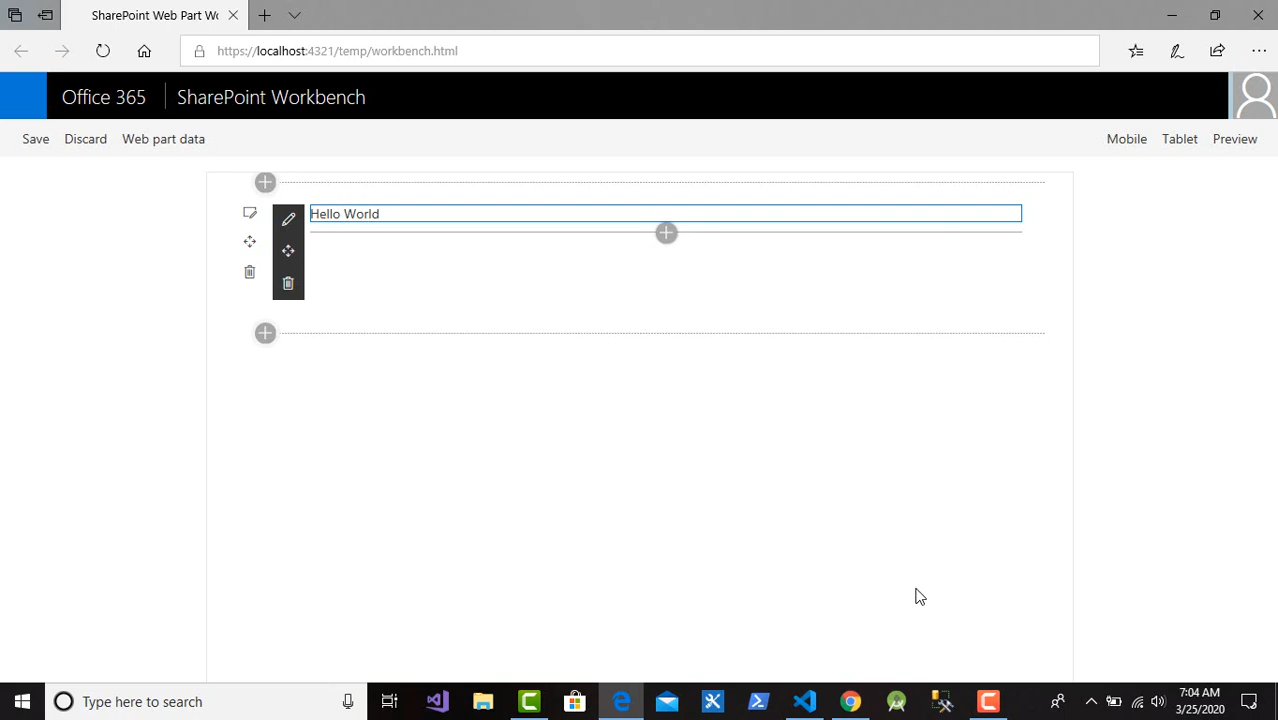 SharePoint Web Part Wo
https://localhost:4321/temp/workbench.html
Office 365 SharePoint Workbench
Save Discard Web part data Mobile Tablet Preview
Hello World
Type here to search
7:04 AM
3/25/2020